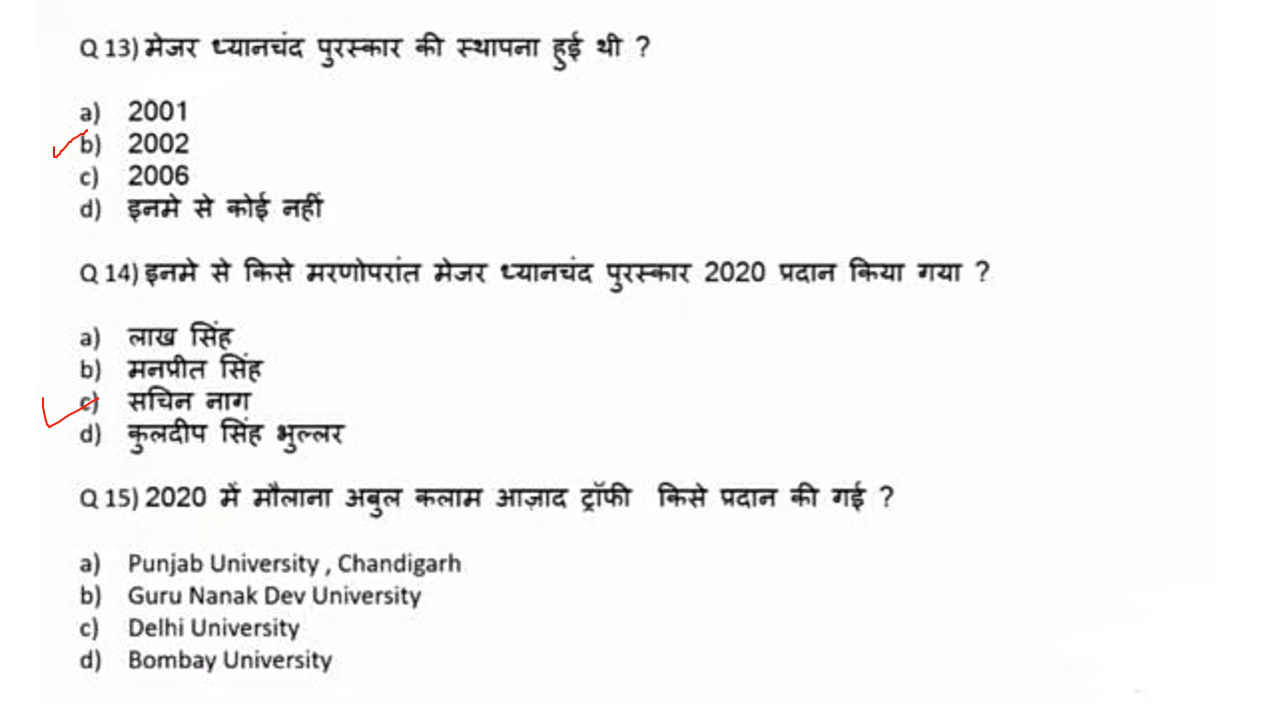 Q 13) मेजर ध्यानचंद पुरस्कार की स्थापना हुई थी ?
a) 2001
b) 2002
c) 2006
d) इनमे से कोई नहीं
Q 14) इनमे से किसे मरणोपरांत मेजर ध्यानचंद पुरस्कार 2020 प्रदान किया गया ?
a) लाख सिंह
b) मनप्रीत सिंह
c) सचिन नाग
d) कुलदीप सिंह भुल्लर
Q 15) 2020 में मौलाना अबुल कलाम आज़ाद ट्रॉफी किसे प्रदान की गई ?
a) Punjab University , Chandigarh
b) Guru Nanak Dev University
c) Delhi University
d) Bombay University